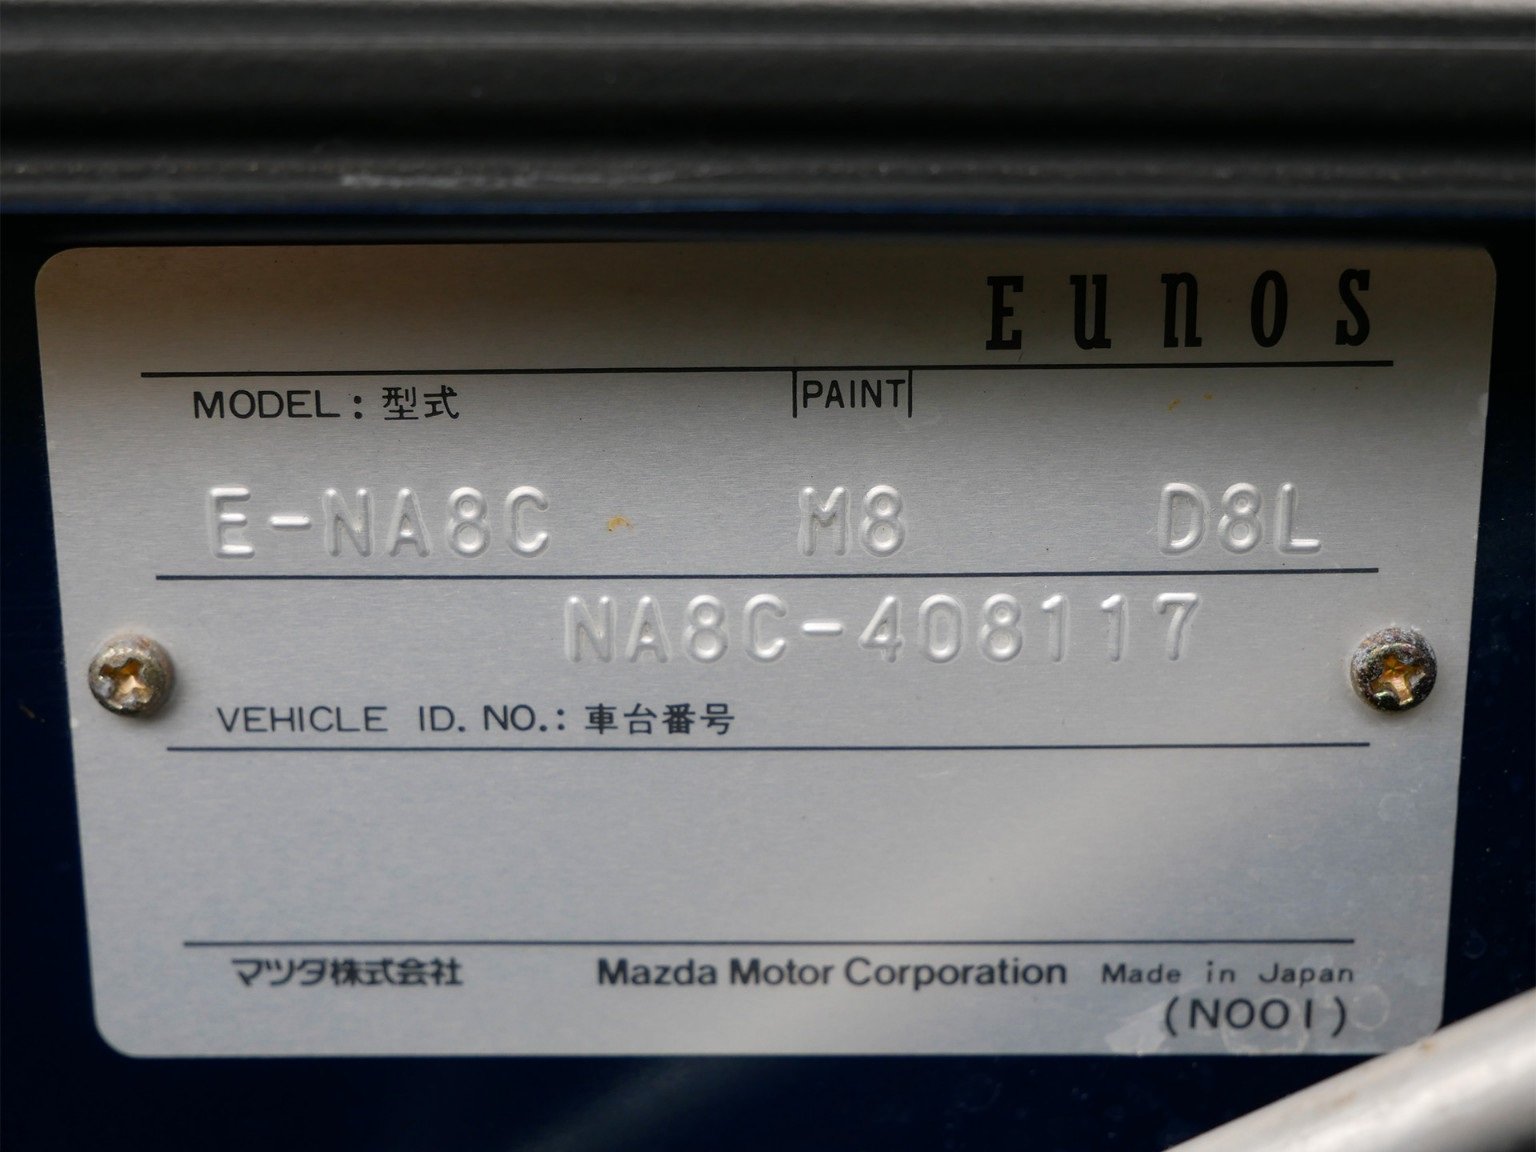 EUNOS
MODEL : 型式 PAINT
E-NA8C M8 D8L
NA8C-408117
VEHICLE ID. NO. : 車台番号
マツダ株式会社 Mazda Motor Corporation Made in Japan
(N001)